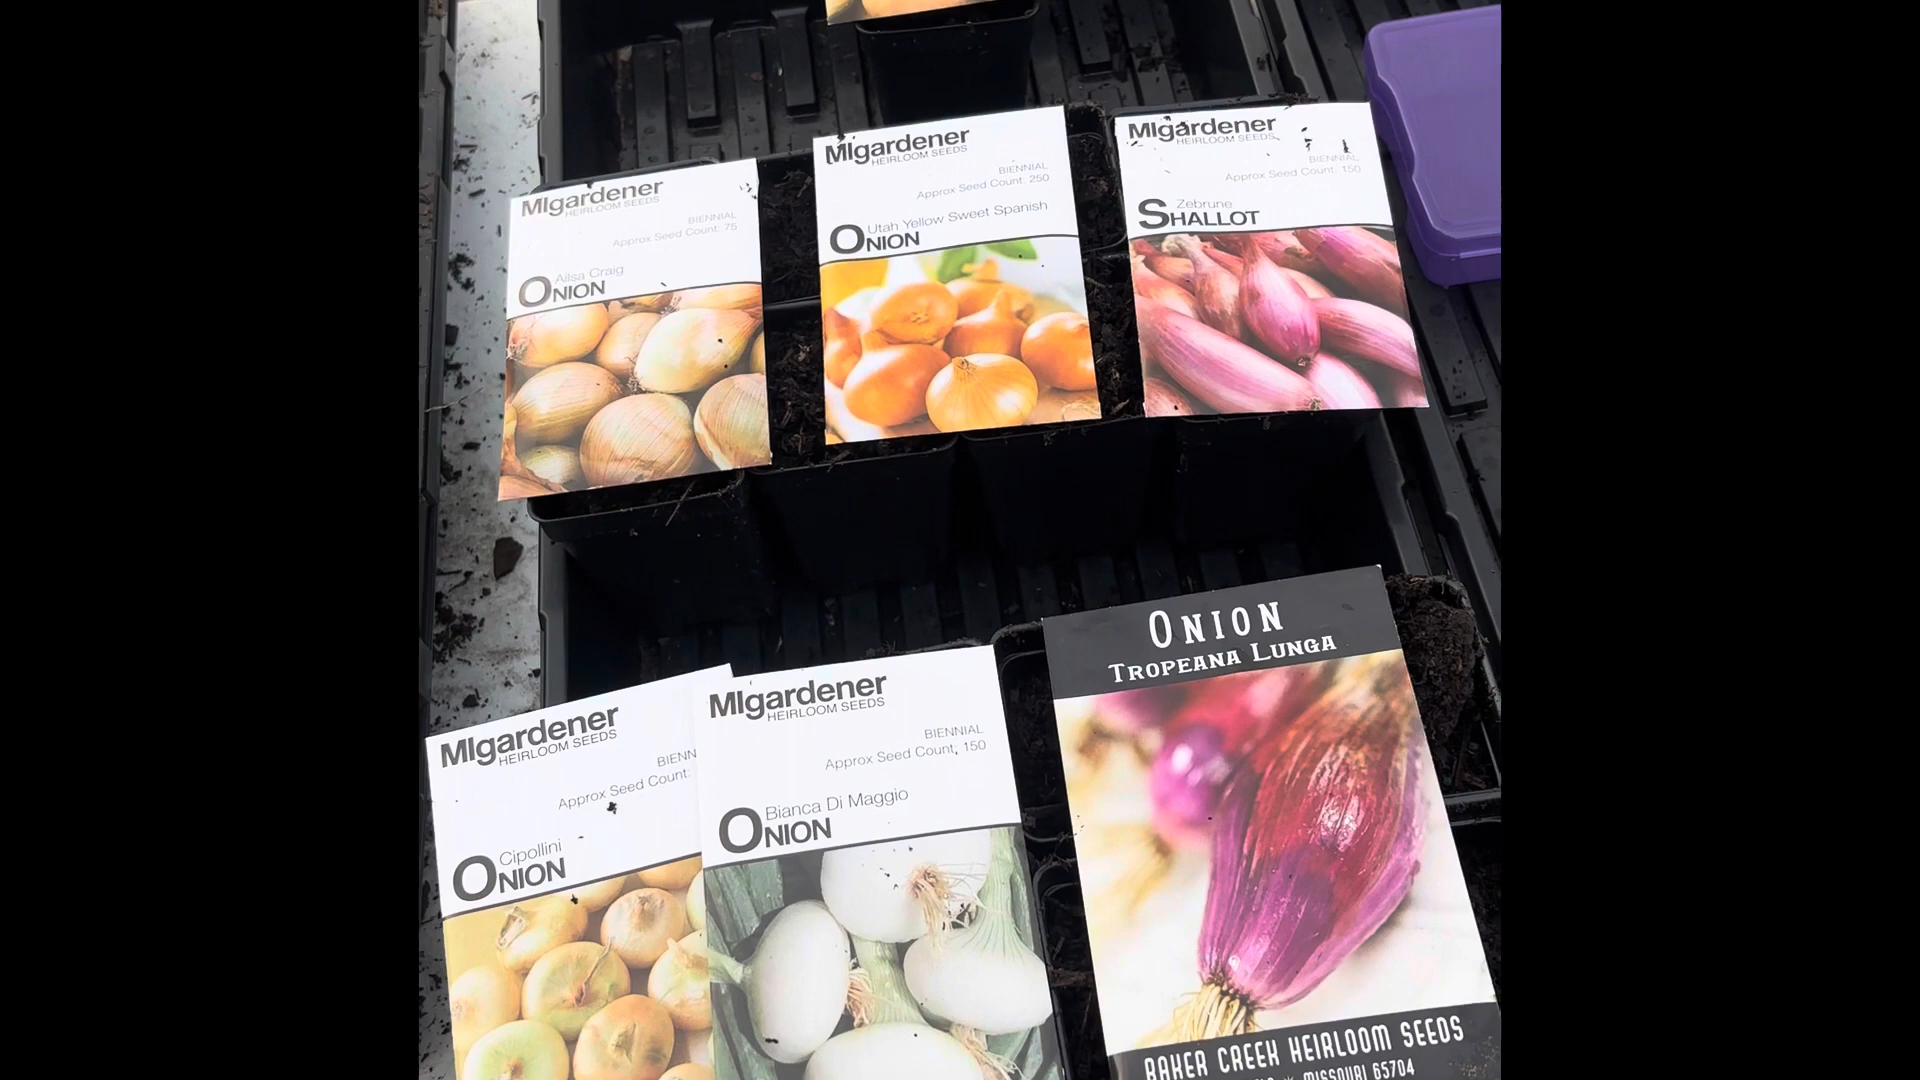 MIgardener
HEIRLOOM SEEDS
BIENNIAL
Approx Seed Count: 75
Ailsa Craig
ONION
MIgardener
HEIRLOOM SEEDS
BIENNIAL
Approx Seed Count: 250
Utah Yellow Sweet Spanish
ONION
MIgardener
HEIRLOOM SEEDS
BIENNIAL
Approx Seed Count: 150
Zebrune
SHALLOT
MIgardener
HEIRLOOM SEEDS
BIENN
Approx Seed Count:
Cipollini
ONION
MIgardener
HEIRLOOM SEEDS
BIENNIAL
Approx Seed Count, 150
Bianca Di Maggio
ONION
ONION
TROPEANA LUNGA
BAKER CREEK HEIRLOOM SEEDS
MISSOURI 65704